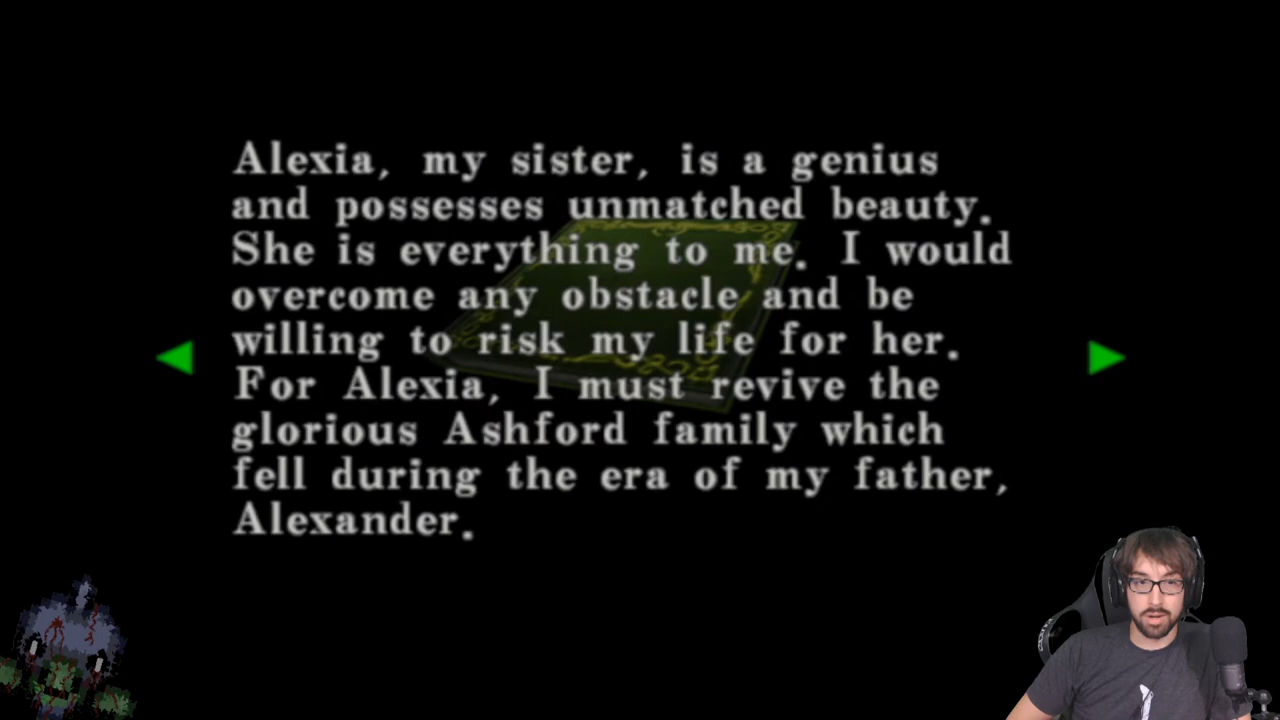 Alexia, my sister, is a genius
and possesses unmatched beauty.
She is everything to me. I would
overcome any obstacle and be
willing to risk my life for her.
For Alexia, I must revive the
glorious Ashford family which
fell during the era of my father,
Alexander.